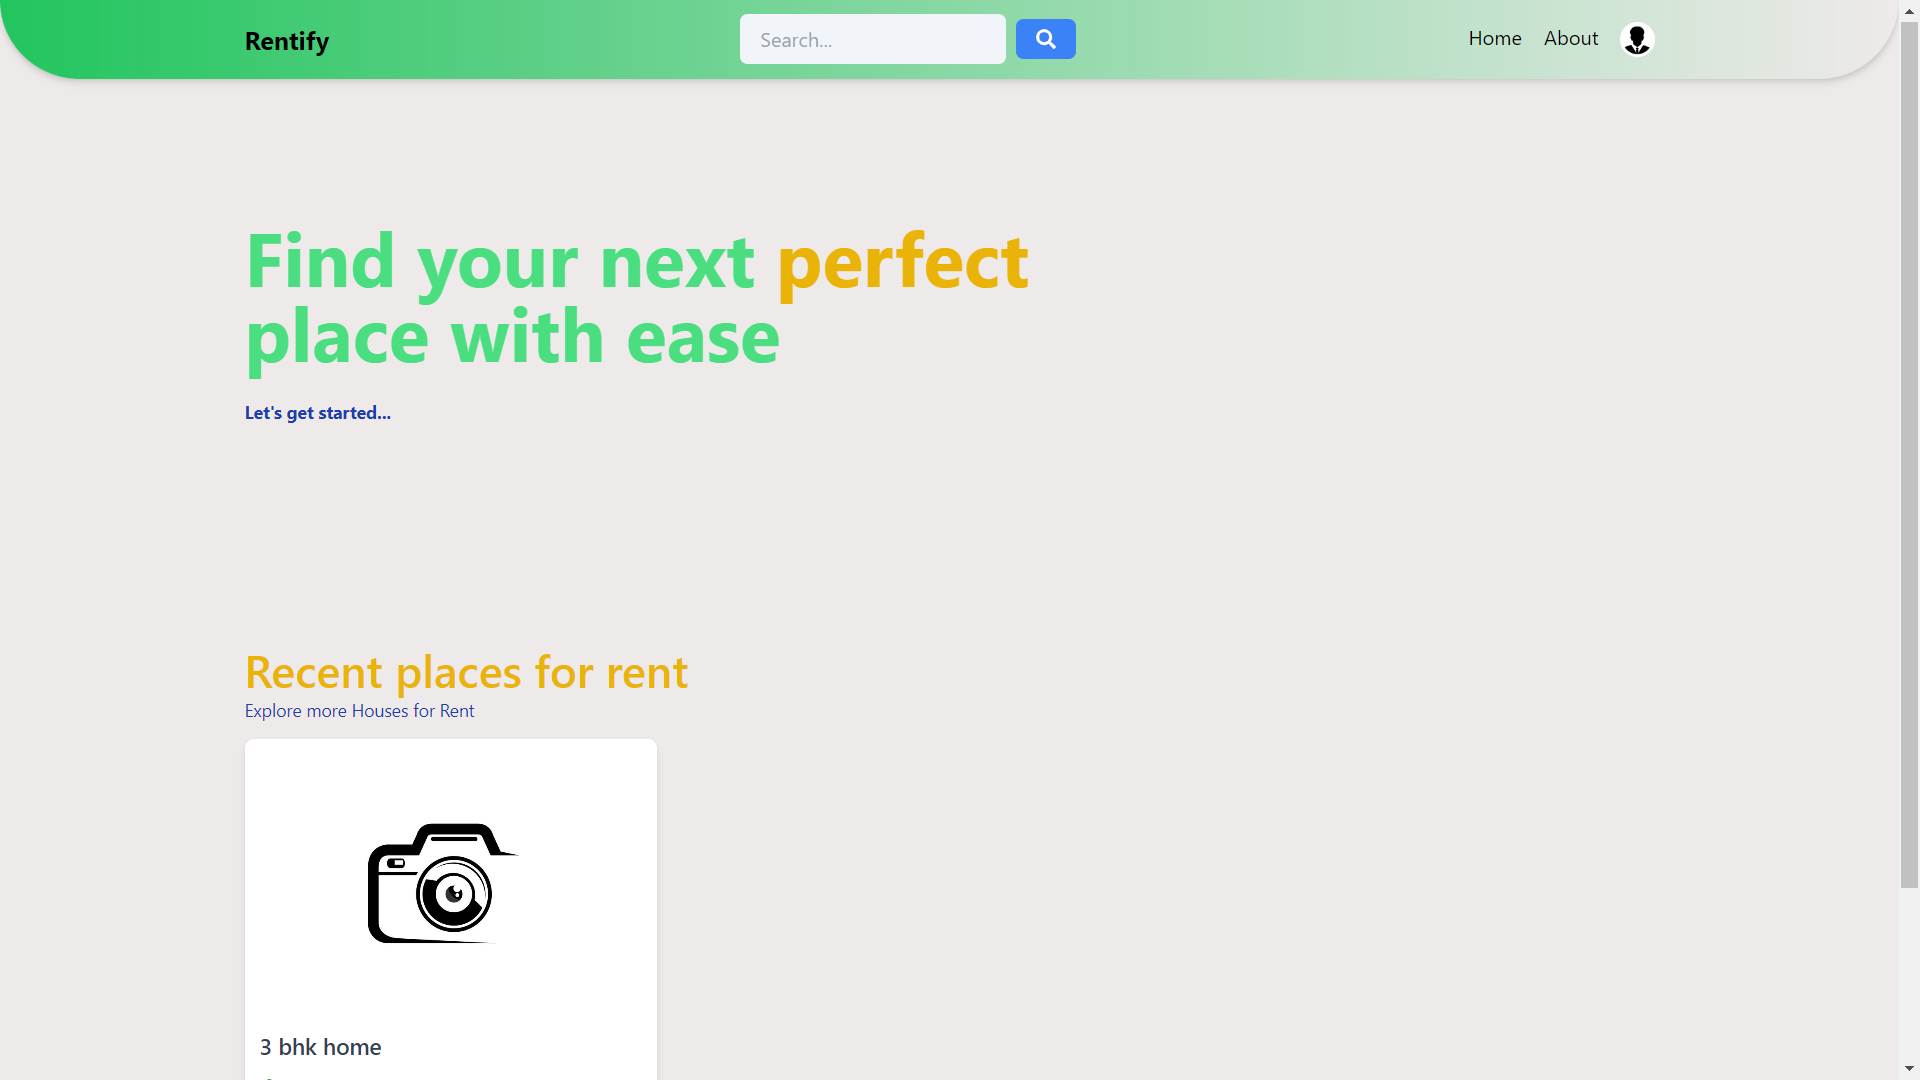 Rentify
Search...
Home
About
Find your next perfect
place with ease
Let's get started...
Recent places for rent
Explore more Houses for Rent
3 bhk home